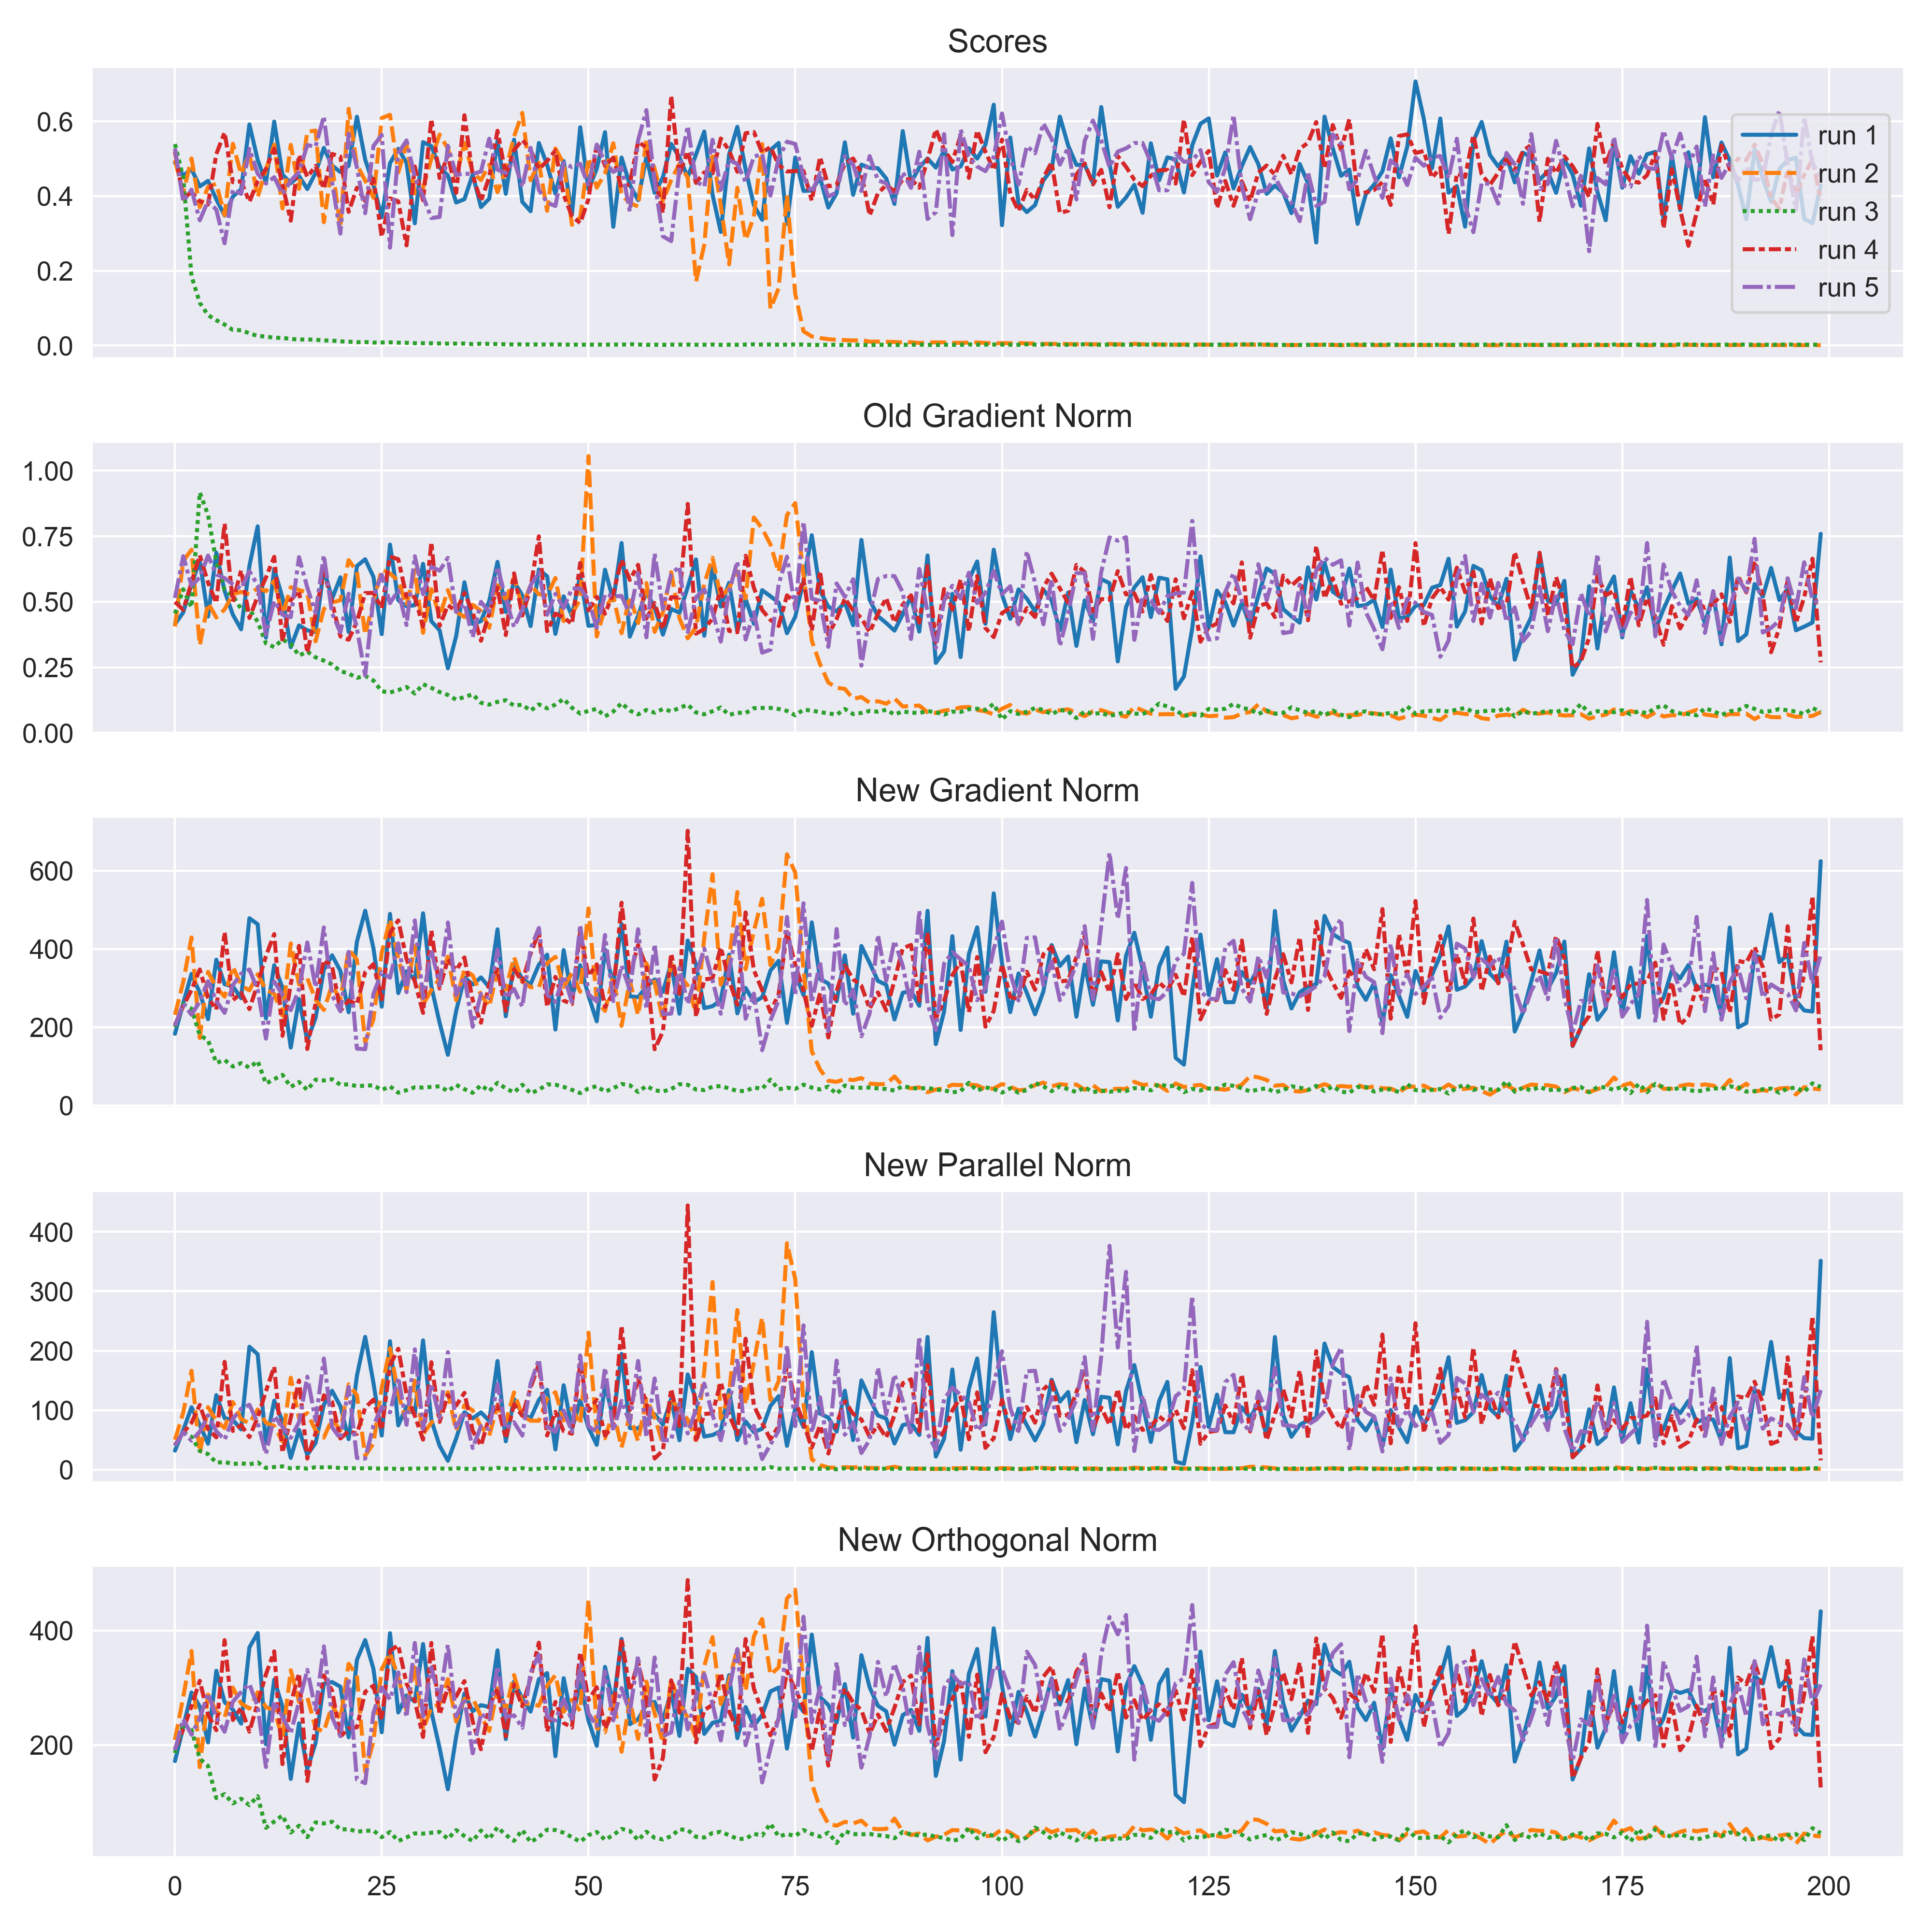 Scores
0.6
0.4
0.2
0.0
run 1
run 2
run 3
run 4
run 5
Old Gradient Norm
1.00
0.75
0.50
0.25
0.00
New Gradient Norm
600
400
200
0
New Parallel Norm
400
300
200
100
0
New Orthogonal Norm
400
200
0 25 50 75 100 125 150 175 200